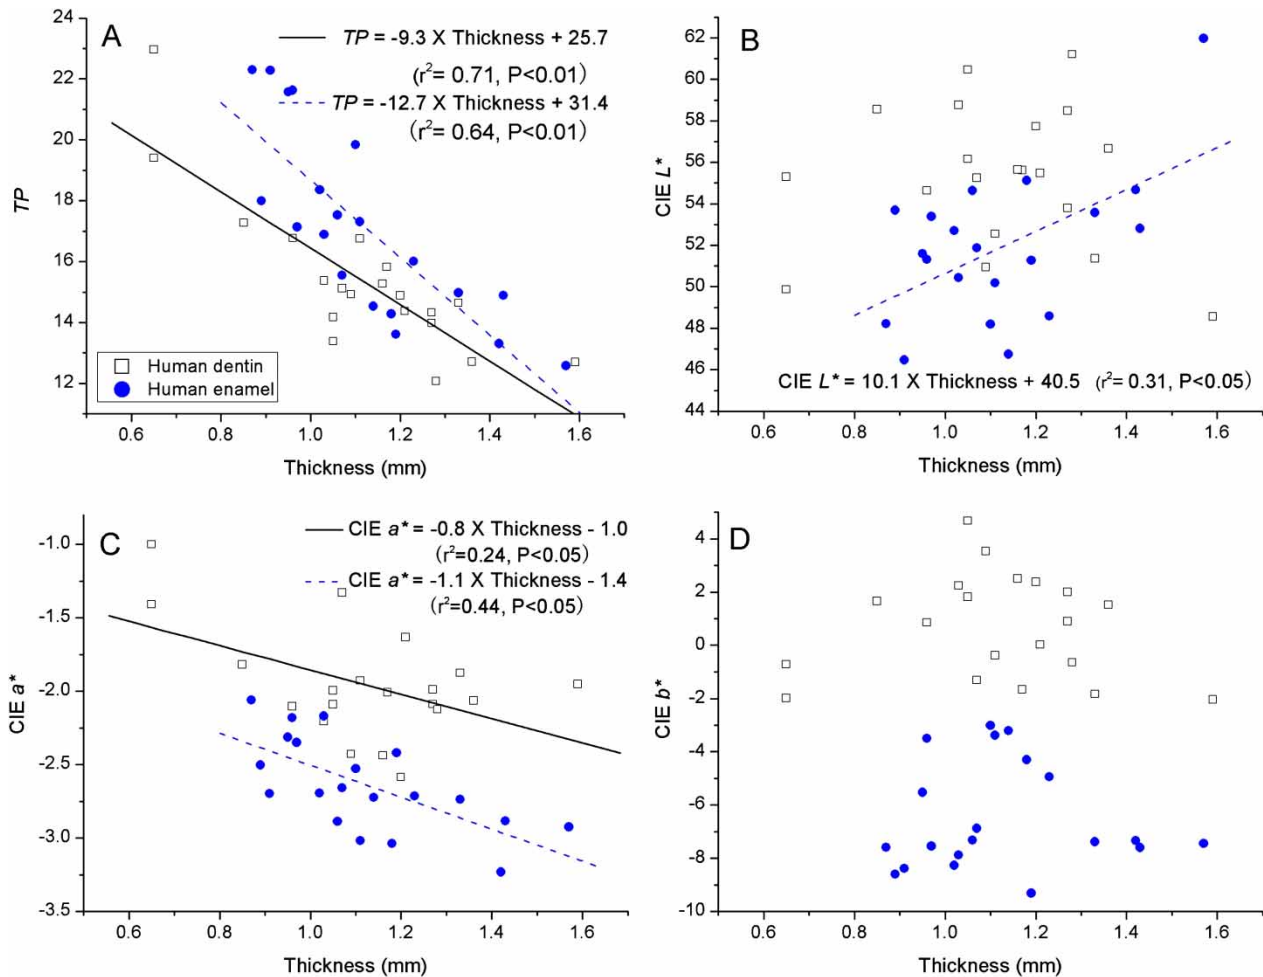 A
TP = -9.3 X Thickness + 25.7
(r²= 0.71, P<0.01)
TP = -12.7 X Thickness + 31.4
(r²= 0.64, P<0.01)
24
22
20
18
16
14
12
TP
Human dentin
Human enamel
0.6 0.8 1.0 1.2 1.4 1.6
Thickness (mm)
B
62
60
58
56
54
52
50
48
46
44
CIE L*
CIE L* = 10.1 X Thickness + 40.5 (r²= 0.31, P<0.05)
0.6 0.8 1.0 1.2 1.4 1.6
Thickness (mm)
C
CIE a* = -0.8 X Thickness - 1.0
(r²=0.24, P<0.05)
CIE a* = -1.1 X Thickness - 1.4
(r²=0.44, P<0.05)
-1.0
-1.5
-2.0
-2.5
-3.0
-3.5
CIE a*
0.6 0.8 1.0 1.2 1.4 1.6
Thickness (mm)
D
4
2
0
-2
-4
-6
-8
-10
CIE b*
0.6 0.8 1.0 1.2 1.4 1.6
Thickness (mm)